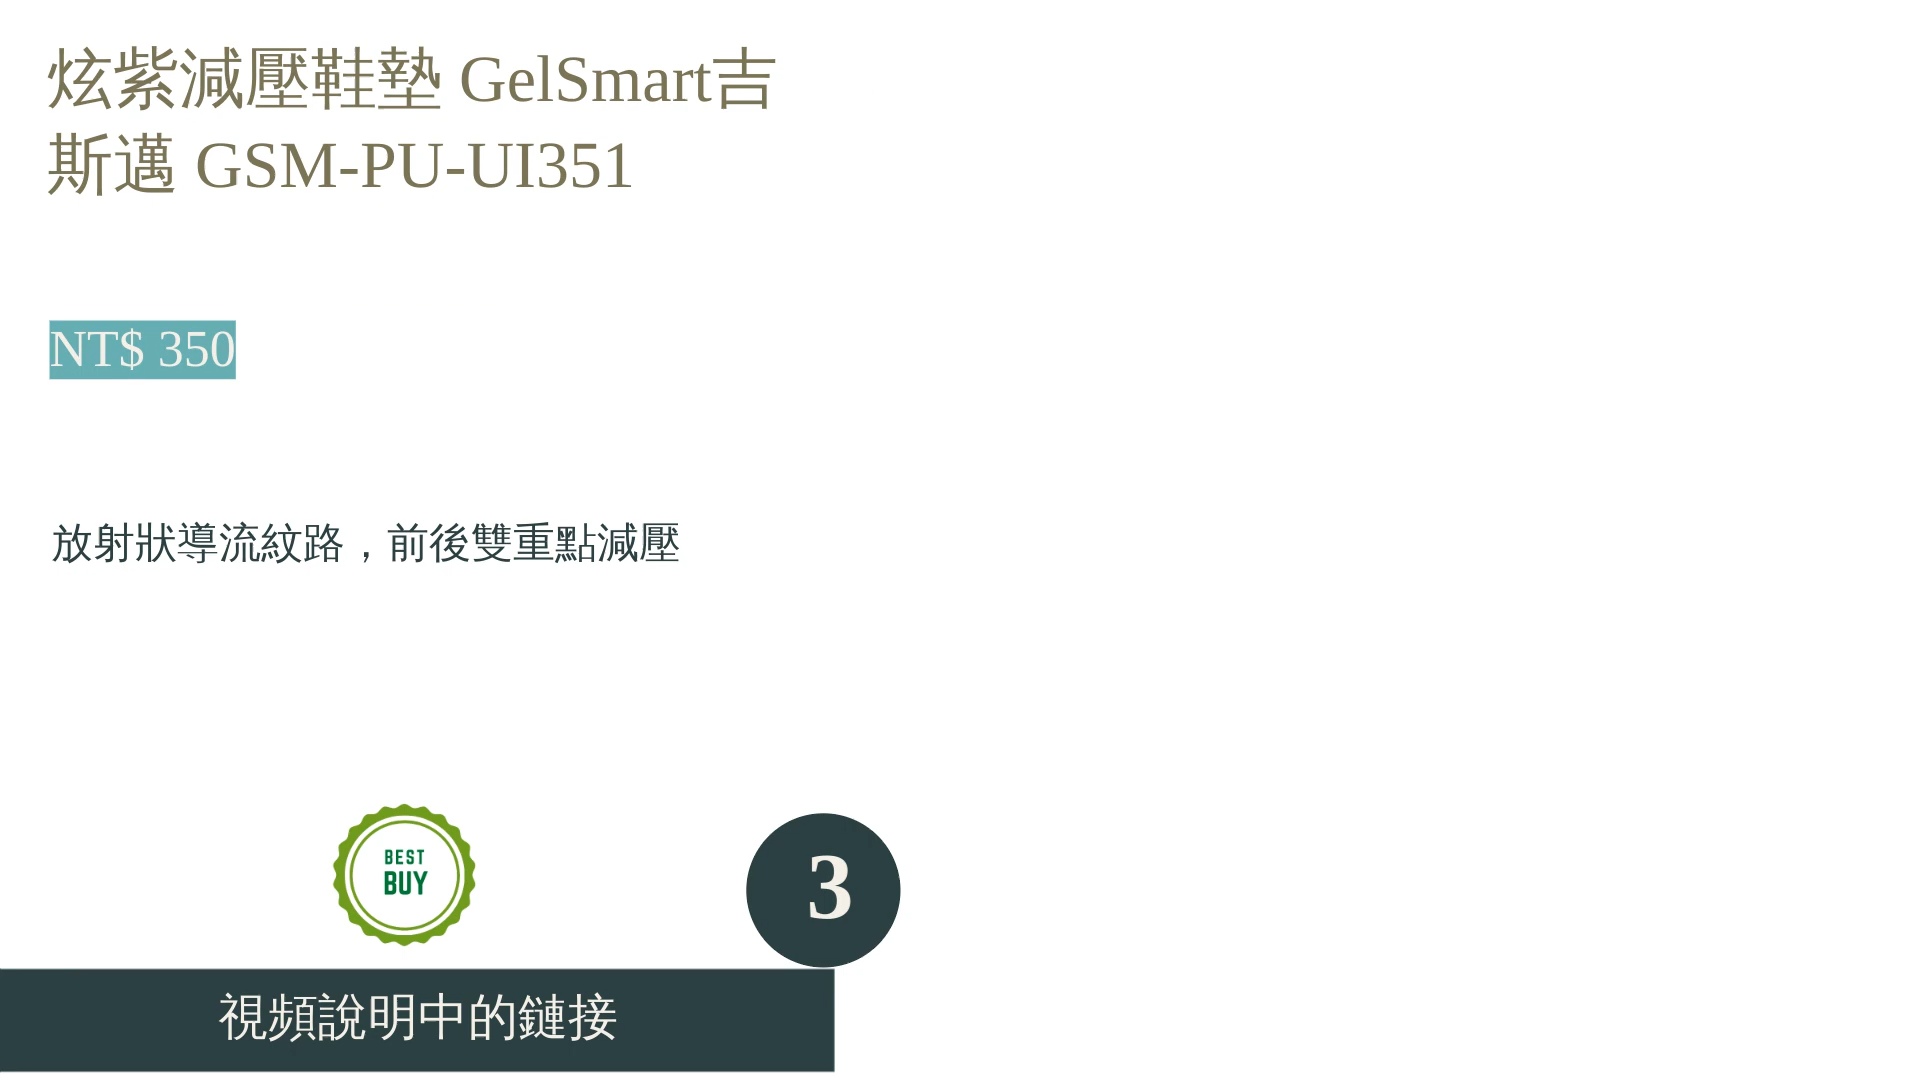 炫紫減壓鞋墊 GelSmart吉
斯邁 GSM-PU-UI351
NT$ 350
放射狀導流紋路，前後雙重點減壓
BEST
BUY
3
視頻說明中的鏈接